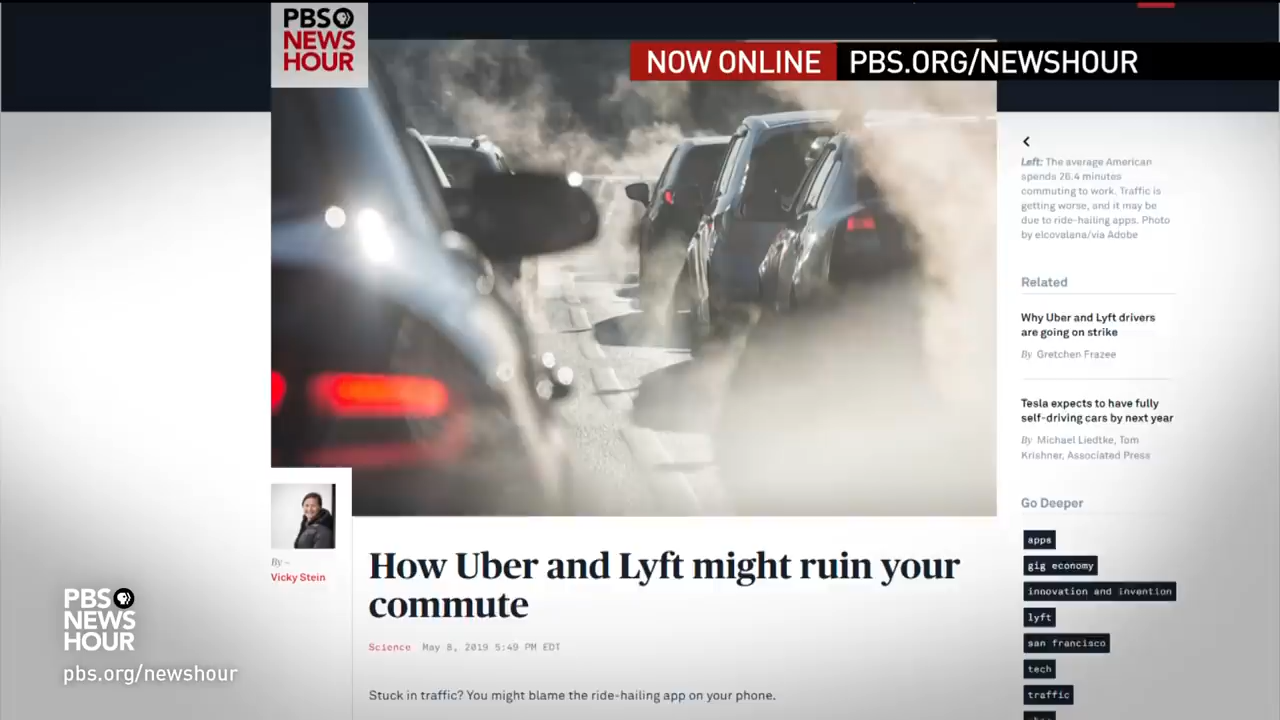 PBS
NEWS
HOUR
NOW ONLINE PBS.ORG/NEWSHOUR
Left: The average American
spends 26.4 minutes
commuting to work. Traffic is
getting worse, and it may be
due to ride-hailing apps. Photo
by elcovalana/via Adobe
Related
Why Uber and Lyft drivers
are going on strike
By Gretchen Frazee
Tesla expects to have fully
self-driving cars by next year
By Michael Liedtke, Tom
Krishner, Associated Press
Go Deeper
apps
gig economy
innovation and invention
lyft
san francisco
tech
traffic
By –
Vicky Stein
How Uber and Lyft might ruin your
commute
Science May 8, 2019 5:49 PM EDT
Stuck in traffic? You might blame the ride-hailing app on your phone.
PBS
NEWS
HOUR
pbs.org/newshour